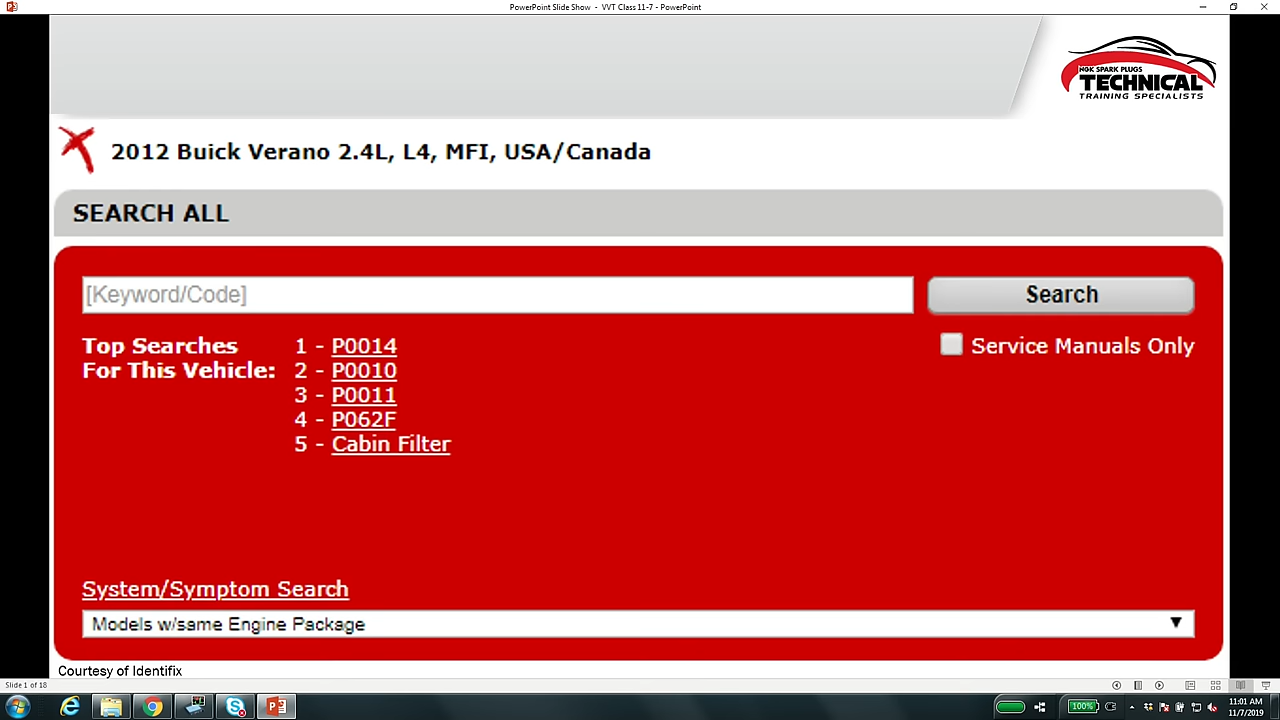 PowerPoint Slide Show - VVT Class 11-7 - PowerPoint
NGK SPARK PLUGS
TECHNICAL
TRAINING SPECIALISTS
2012 Buick Verano 2.4L, L4, MFI, USA/Canada
SEARCH ALL
[Keyword/Code]
Search
Top Searches
For This Vehicle:
1 - P0014
2 - P0010
3 - P0011
4 - P062F
5 - Cabin Filter
Service Manuals Only
System/Symptom Search
Models w/same Engine Package
Courtesy of Identifix
Slide 1 of 18
100%
11:01 AM
11/7/2019